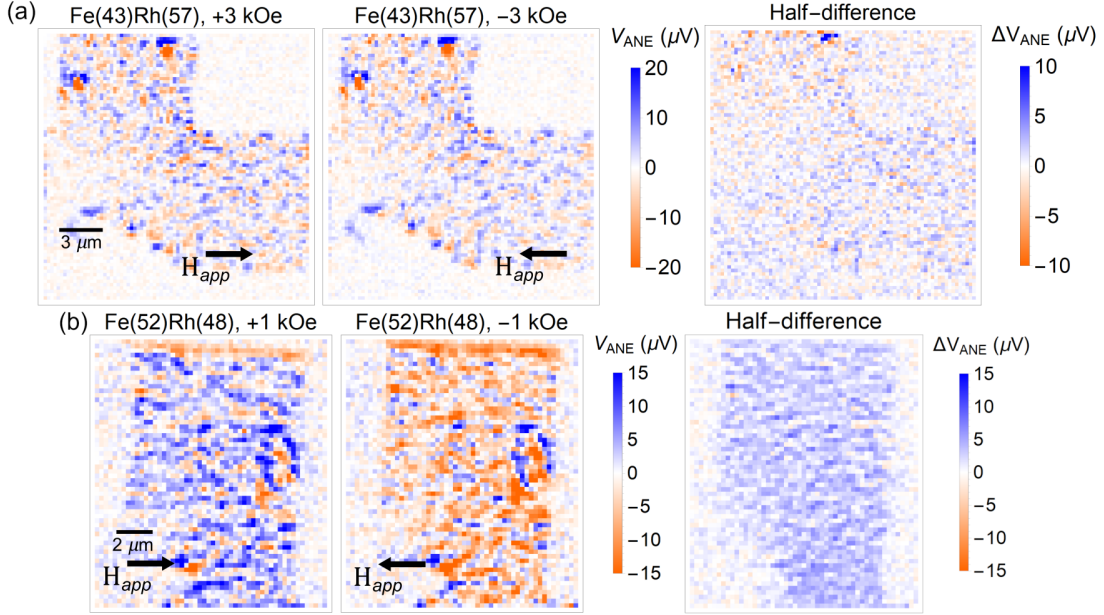 (a)
Fe(43)Rh(57), +3 kOe
Fe(43)Rh(57), −3 kOe
Half−difference
V_ANE (μV)
20
10
0
−10
−20
ΔV_ANE (μV)
10
5
0
−5
−10
3 μm
H_app
H_app
(b)
Fe(52)Rh(48), +1 kOe
Fe(52)Rh(48), −1 kOe
Half−difference
V_ANE (μV)
15
10
5
0
−5
−10
−15
ΔV_ANE (μV)
15
10
5
0
−5
−10
−15
2 μm
H_app
H_app